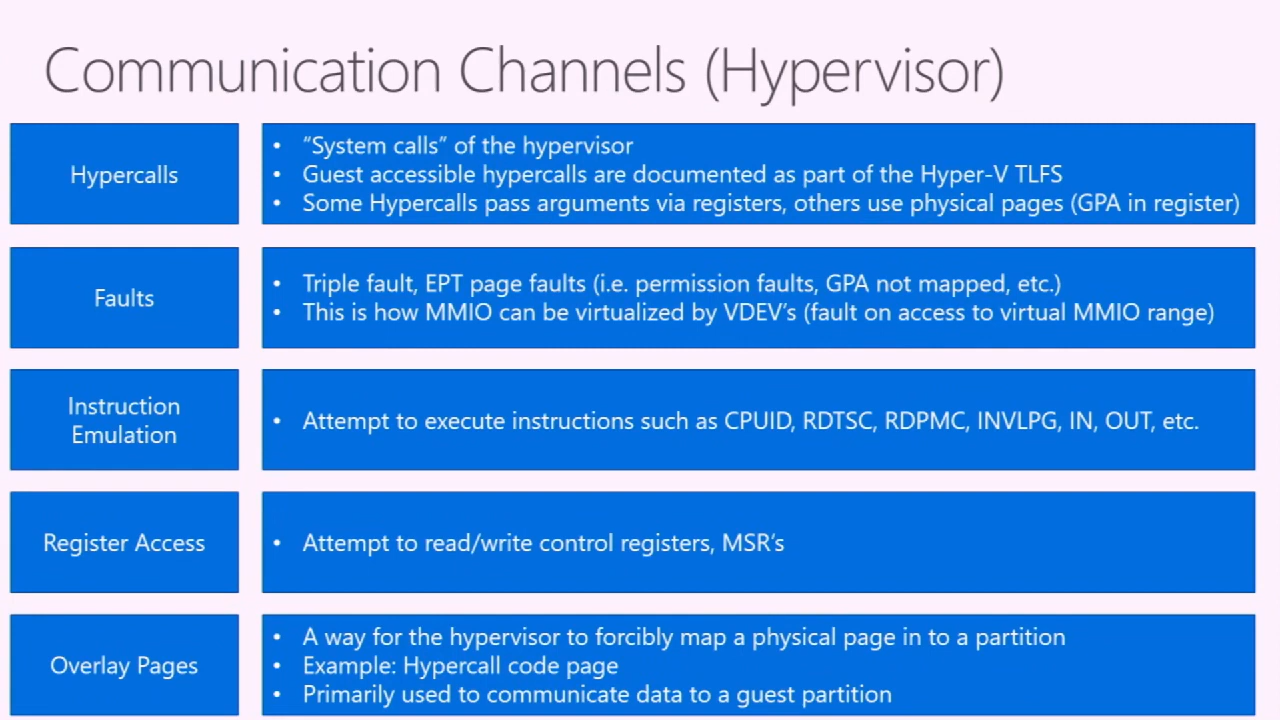 Communication Channels (Hypervisor)
Hypercalls
• “System calls” of the hypervisor
• Guest accessible hypercalls are documented as part of the Hyper-V TLFS
• Some Hypercalls pass arguments via registers, others use physical pages (GPA in register)
Faults
• Triple fault, EPT page faults (i.e. permission faults, GPA not mapped, etc.)
• This is how MMIO can be virtualized by VDEV's (fault on access to virtual MMIO range)
Instruction
Emulation
• Attempt to execute instructions such as CPUID, RDTSC, RDPMC, INVLPG, IN, OUT, etc.
Register Access
• Attempt to read/write control registers, MSR's
Overlay Pages
• A way for the hypervisor to forcibly map a physical page in to a partition
• Example: Hypercall code page
• Primarily used to communicate data to a guest partition